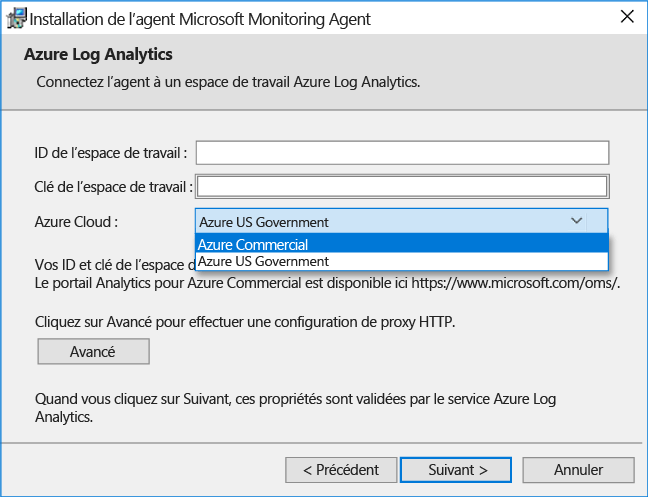 Installation de l'agent Microsoft Monitoring Agent
Azure Log Analytics
Connectez l'agent à un espace de travail Azure Log Analytics.
ID de l'espace de travail :
Clé de l'espace de travail :
Azure Cloud :
Azure US Government
Azure Commercial
Azure US Government
Vos ID et clé de l'espace d
Le portail Analytics pour Azure Commercial est disponible ici https://www.microsoft.com/oms/.
Cliquez sur Avancé pour effectuer une configuration de proxy HTTP.
Avancé
Quand vous cliquez sur Suivant, ces propriétés sont validées par le service Azure Log
Analytics.
< Précédent
Suivant >
Annuler